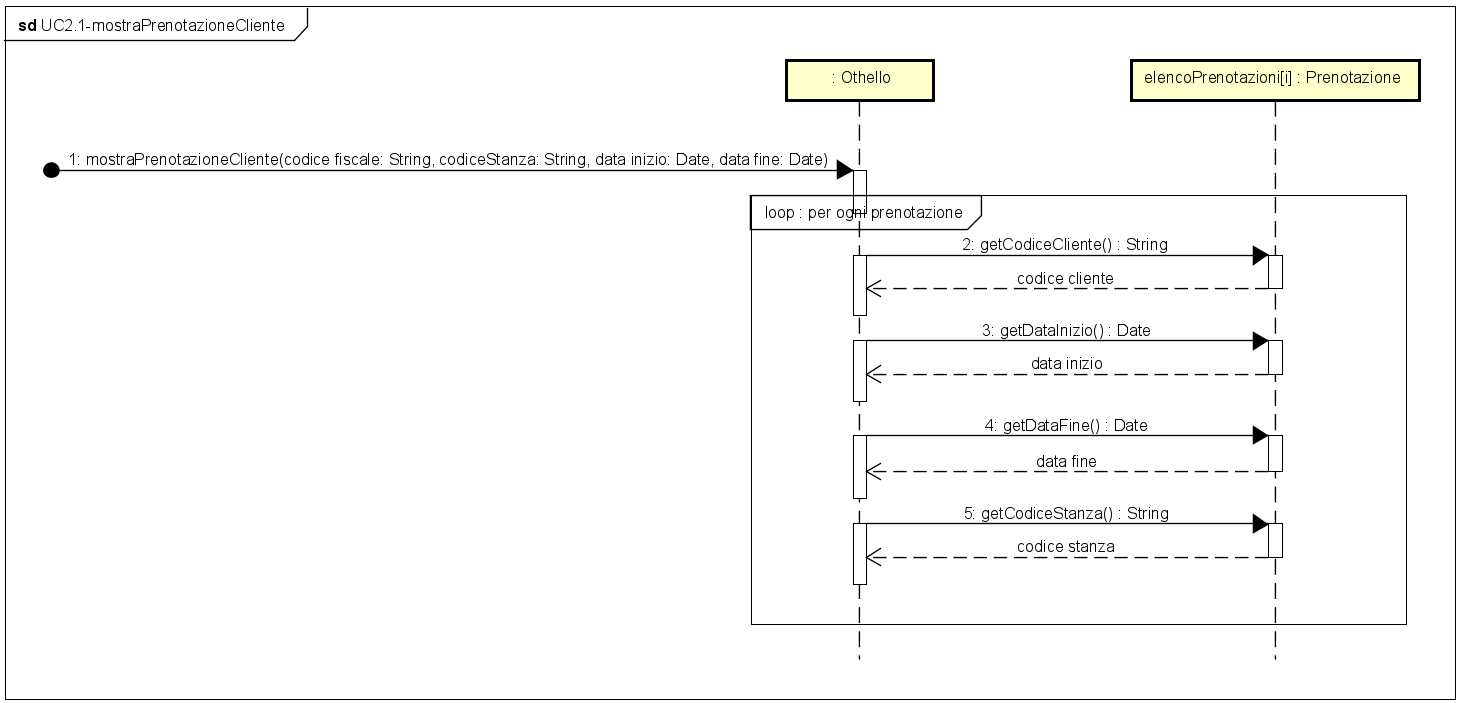 sd UC2.1-mostraPrenotazioneCliente
: Othello
elencoPrenotazioni[i] : Prenotazione
1: mostraPrenotazioneCliente(codice fiscale: String, codiceStanza: String, data inizio: Date, data fine: Date)
loop : per ogni prenotazione
2: getCodiceCliente() : String
codice cliente
3: getDataInizio() : Date
data inizio
4: getDataFine() : Date
data fine
5: getCodiceStanza() : String
codice stanza